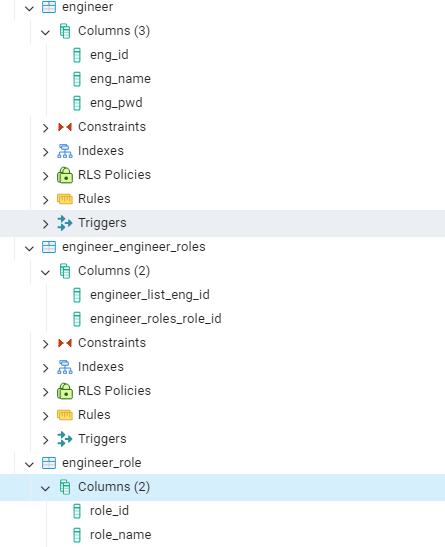 engineer
Columns (3)
eng_id
eng_name
eng_pwd
Constraints
Indexes
RLS Policies
Rules
Triggers
engineer_engineer_roles
Columns (2)
engineer_list_eng_id
engineer_roles_role_id
Constraints
Indexes
RLS Policies
Rules
Triggers
engineer_role
Columns (2)
role_id
role_name